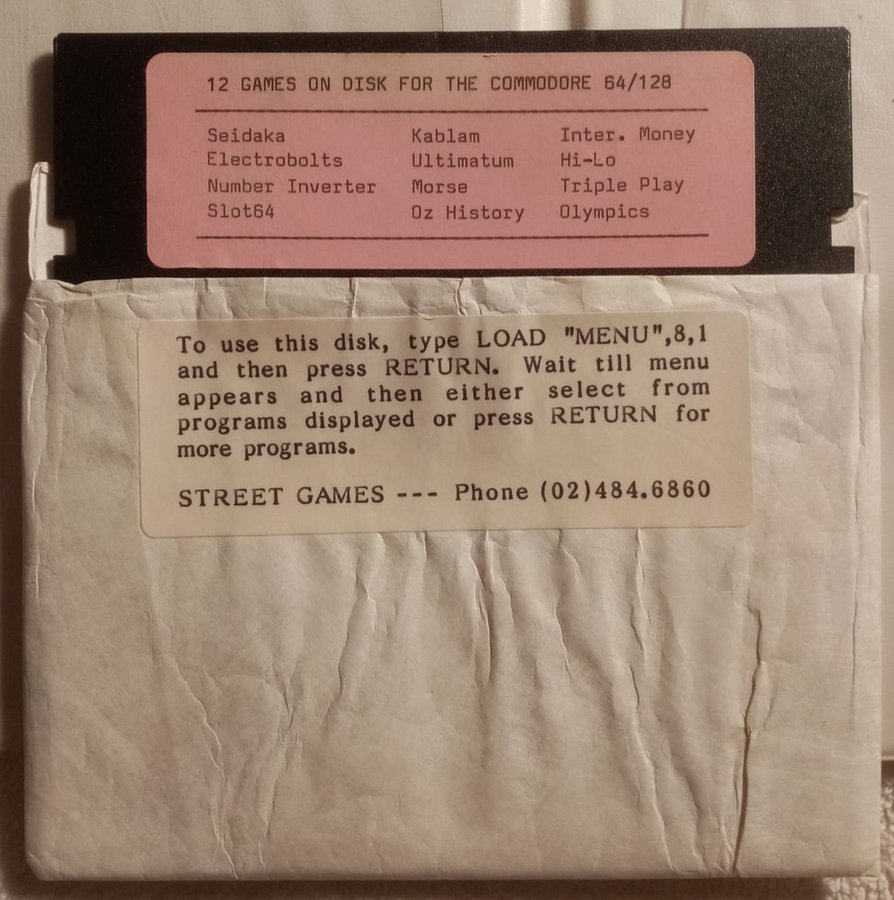 12 GAMES ON DISK FOR THE COMMODORE 64/128
Seidaka Kablam Inter. Money
Electrobolts Ultimatum Hi-Lo
Number Inverter Morse Triple Play
Slot64 Oz History Olympics
To use this disk, type LOAD "MENU",8,1
and then press RETURN. Wait till menu
appears and then either select from
programs displayed or press RETURN for
more programs.
STREET GAMES --- Phone (02)484.6860